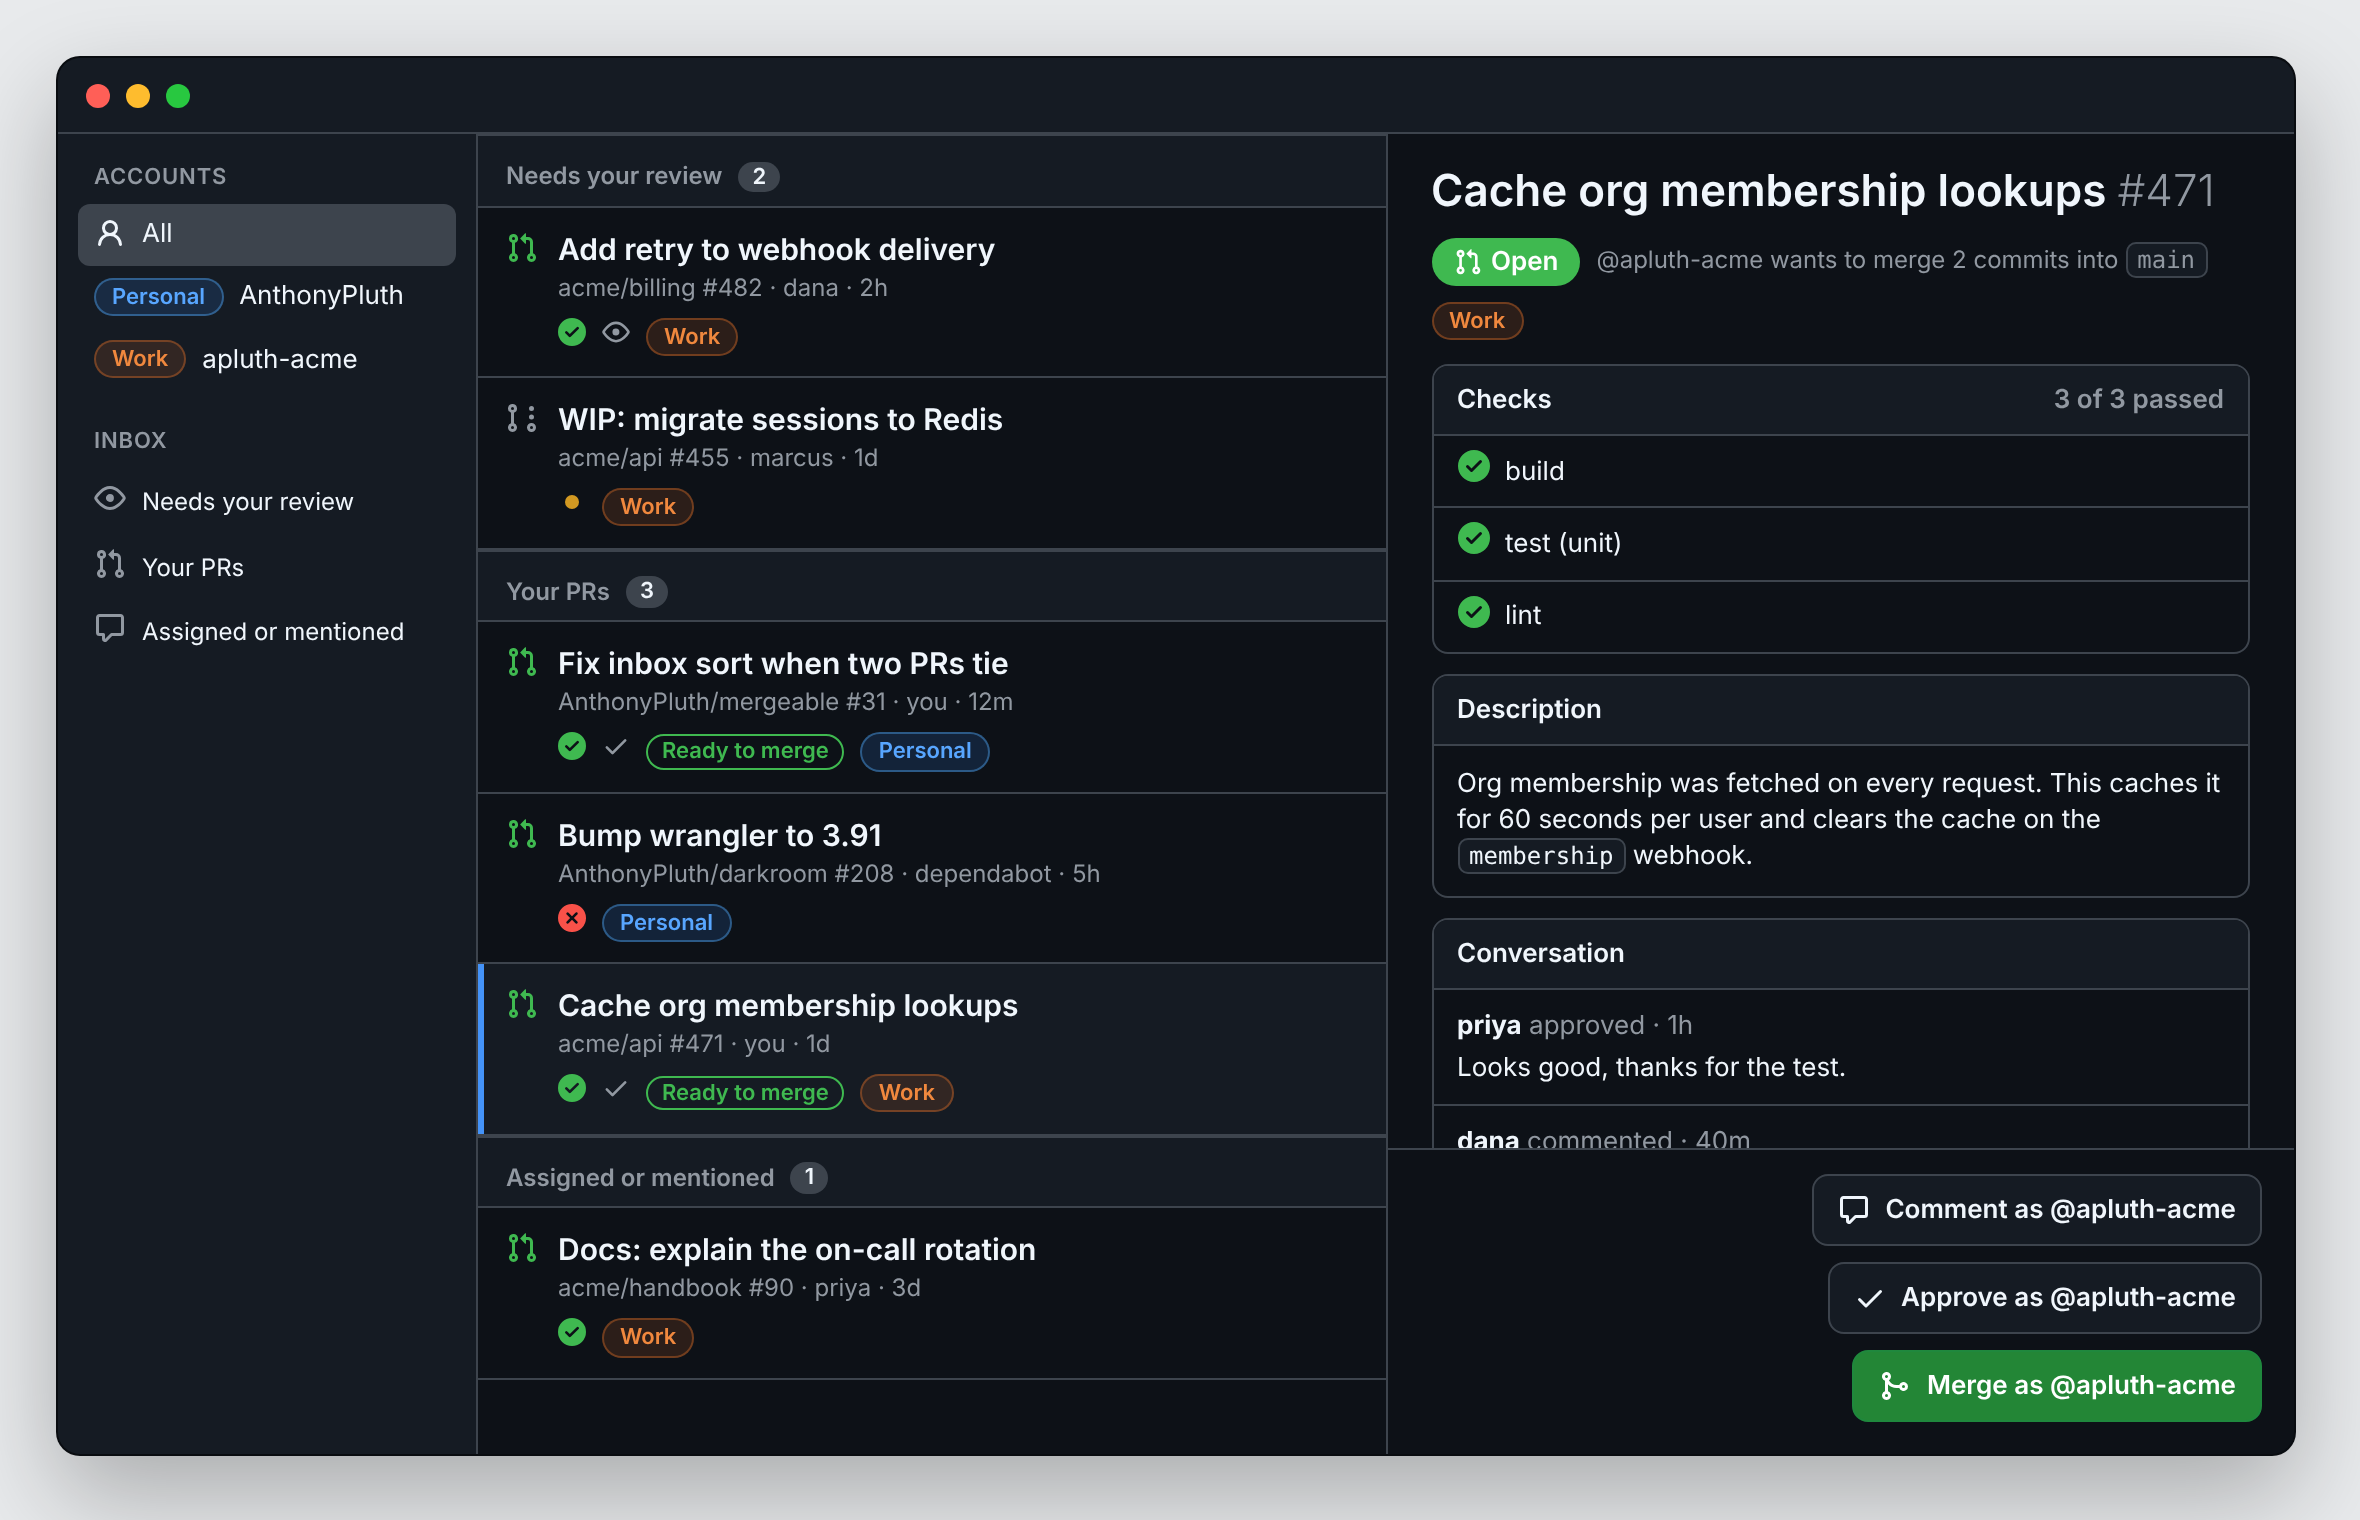 ACCOUNTS
All
Personal AnthonyPluth
Work apluth-acme
INBOX
Needs your review
Your PRs
Assigned or mentioned
Needs your review 2
Add retry to webhook delivery
acme/billing #482 · dana · 2h
Work
WIP: migrate sessions to Redis
acme/api #455 · marcus · 1d
Work
Your PRs 3
Fix inbox sort when two PRs tie
AnthonyPluth/mergeable #31 · you · 12m
Ready to merge Personal
Bump wrangler to 3.91
AnthonyPluth/darkroom #208 · dependabot · 5h
Personal
Cache org membership lookups
acme/api #471 · you · 1d
Ready to merge Work
Assigned or mentioned 1
Docs: explain the on-call rotation
acme/handbook #90 · priya · 3d
Work
Cache org membership lookups #471
Open @apluth-acme wants to merge 2 commits into main
Work
Checks 3 of 3 passed
build
test (unit)
lint
Description
Org membership was fetched on every request. This caches it
for 60 seconds per user and clears the cache on the
membership webhook.
Conversation
priya approved · 1h
Looks good, thanks for the test.
dana commented · 40m
Comment as @apluth-acme
Approve as @apluth-acme
Merge as @apluth-acme